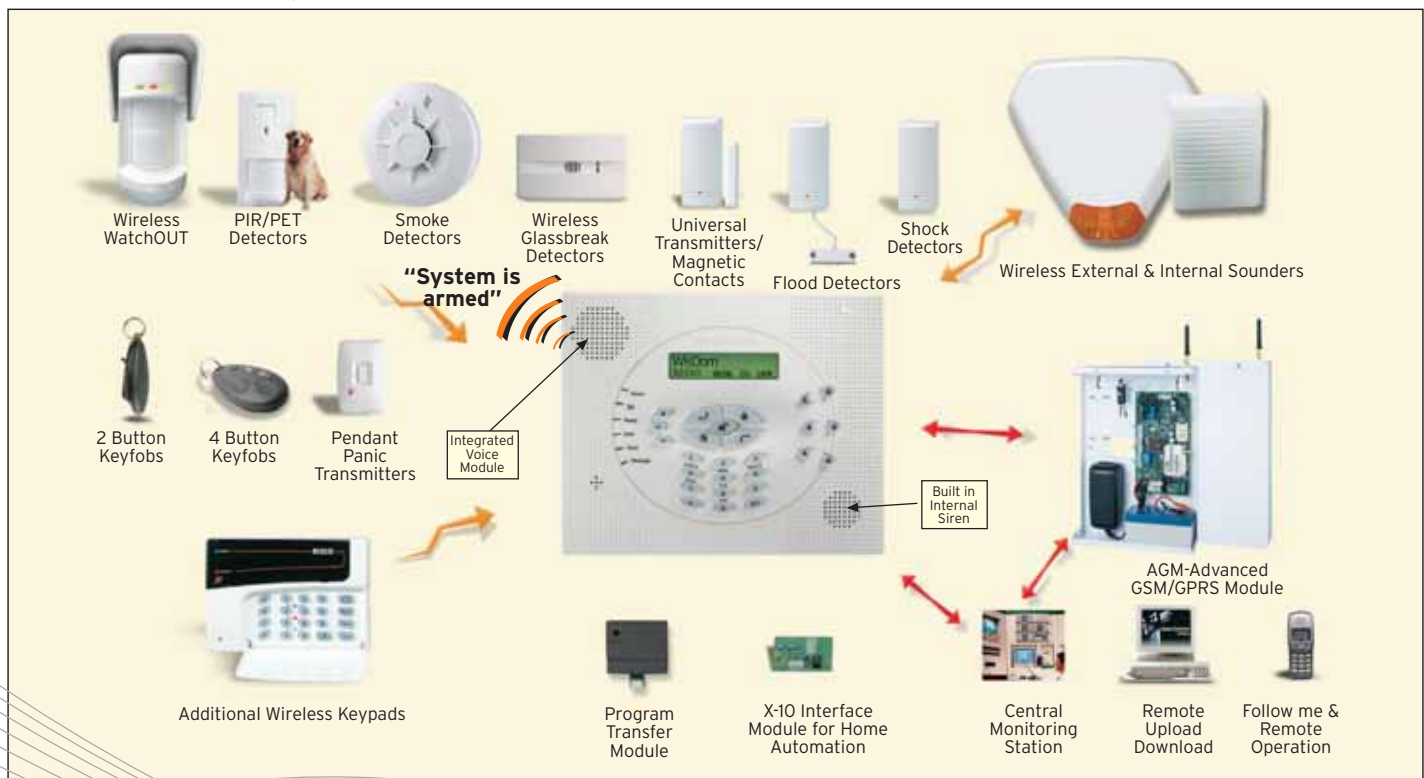 Wireless
WatchOUT
PIR/PET
Detectors
Smoke
Detectors
Wireless
Glassbreak
Detectors
Universal
Transmitters/
Magnetic
Contacts
Flood Detectors
Shock
Detectors
Wireless External & Internal Sounders
"System is
armed"
2 Button
Keyfobs
4 Button
Keyfobs
Pendant
Panic
Transmitters
Integrated
Voice
Module
WisDom
Built in
Internal
Siren
AGM-Advanced
GSM/GPRS Module
Additional Wireless Keypads
Program
Transfer
Module
X-10 Interface
Module for Home
Automation
Central
Monitoring
Station
Remote
Upload
Download
Follow me &
Remote
Operation